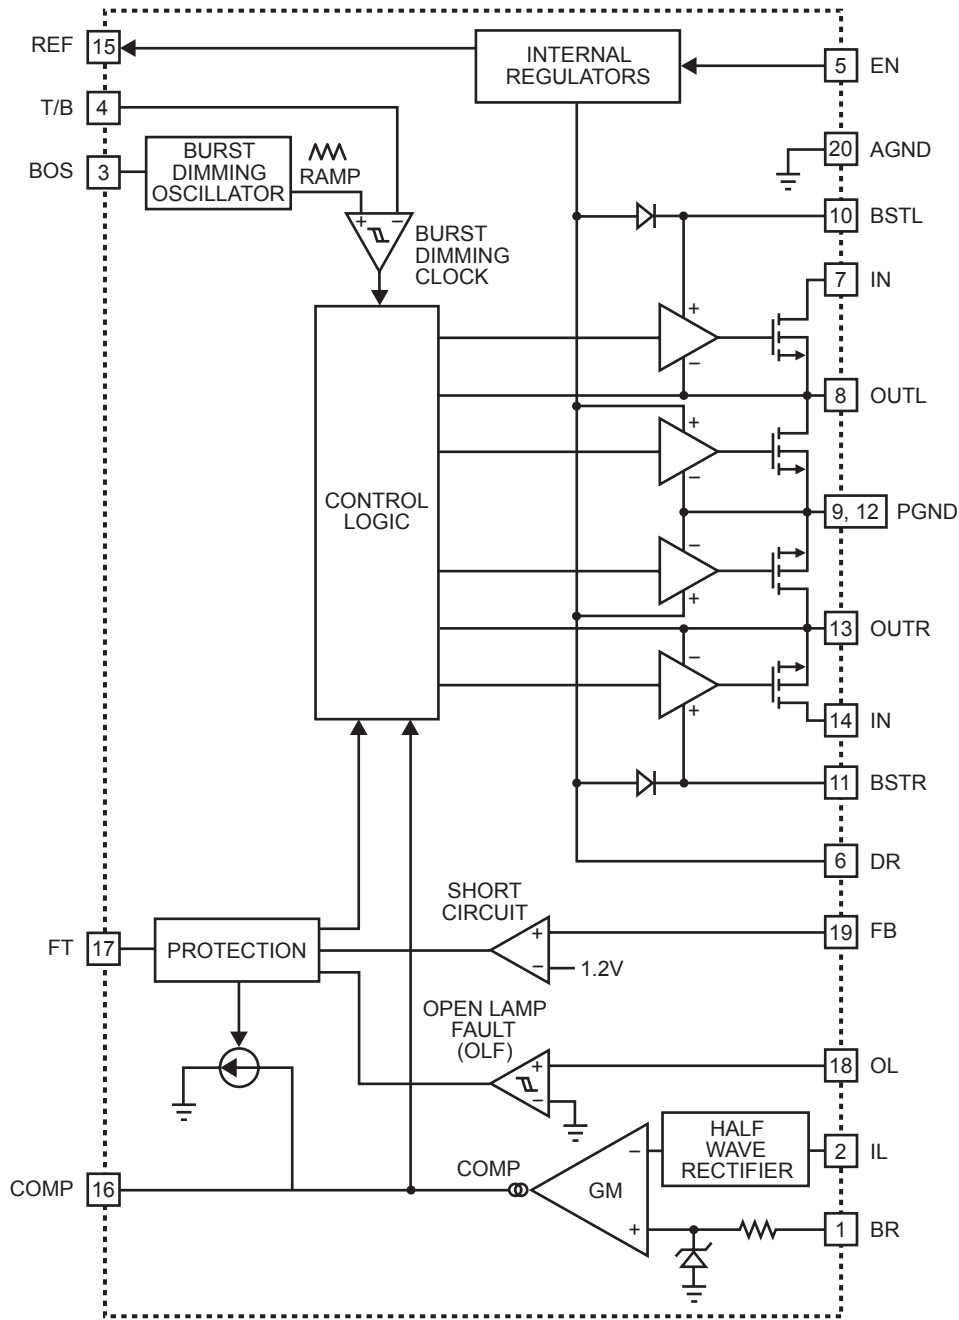 REF 15
INTERNAL
REGULATORS
5 EN
T/B 4
BOS 3
BURST
DIMMING
OSCILLATOR
RAMP
20 AGND
10 BSTL
+ −
BURST
DIMMING
CLOCK
7 IN
+
−
8 OUTL
+
−
CONTROL
LOGIC
9, 12 PGND
−
+
13 OUTR
−
+
14 IN
11 BSTR
6 DR
SHORT
CIRCUIT
FT 17
PROTECTION
+
− 1.2V
19 FB
OPEN LAMP
FAULT
(OLF)
+
−
18 OL
HALF
WAVE
RECTIFIER
2 IL
COMP 16
COMP
GM
−
+
1 BR